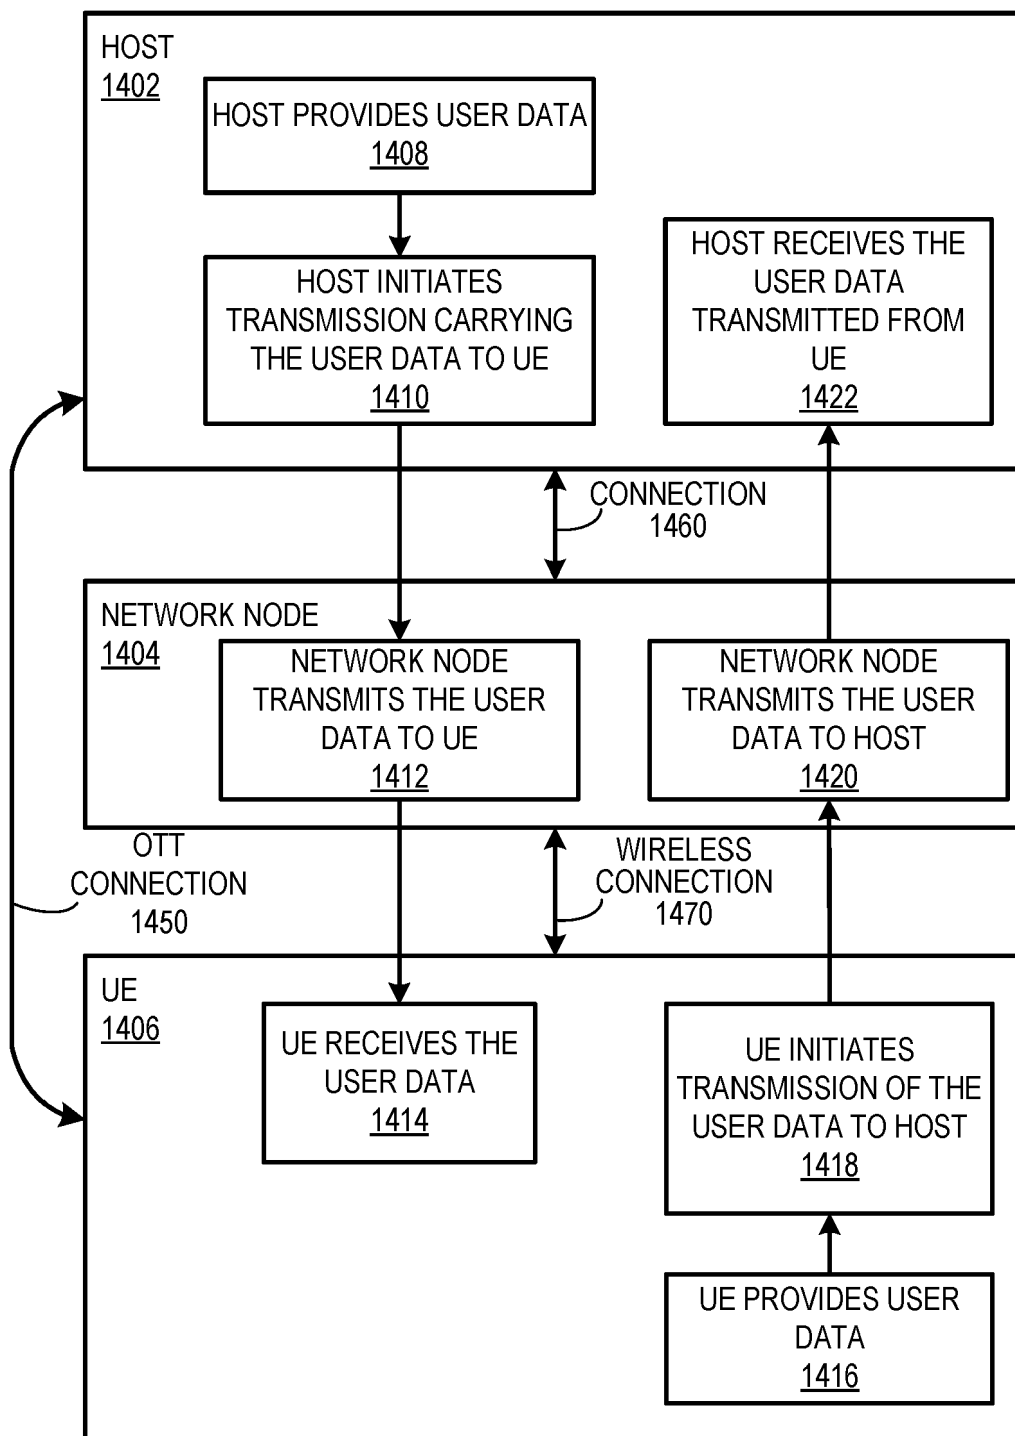 HOST
1402
HOST PROVIDES USER DATA
1408
HOST INITIATES
TRANSMISSION CARRYING
THE USER DATA TO UE
1410
HOST RECEIVES THE
USER DATA
TRANSMITTED FROM
UE
1422
CONNECTION
1460
NETWORK NODE
1404
NETWORK NODE
TRANSMITS THE USER
DATA TO UE
1412
NETWORK NODE
TRANSMITS THE USER
DATA TO HOST
1420
OTT
CONNECTION
1450
WIRELESS
CONNECTION
1470
UE
1406
UE RECEIVES THE
USER DATA
1414
UE INITIATES
TRANSMISSION OF THE
USER DATA TO HOST
1418
UE PROVIDES USER
DATA
1416